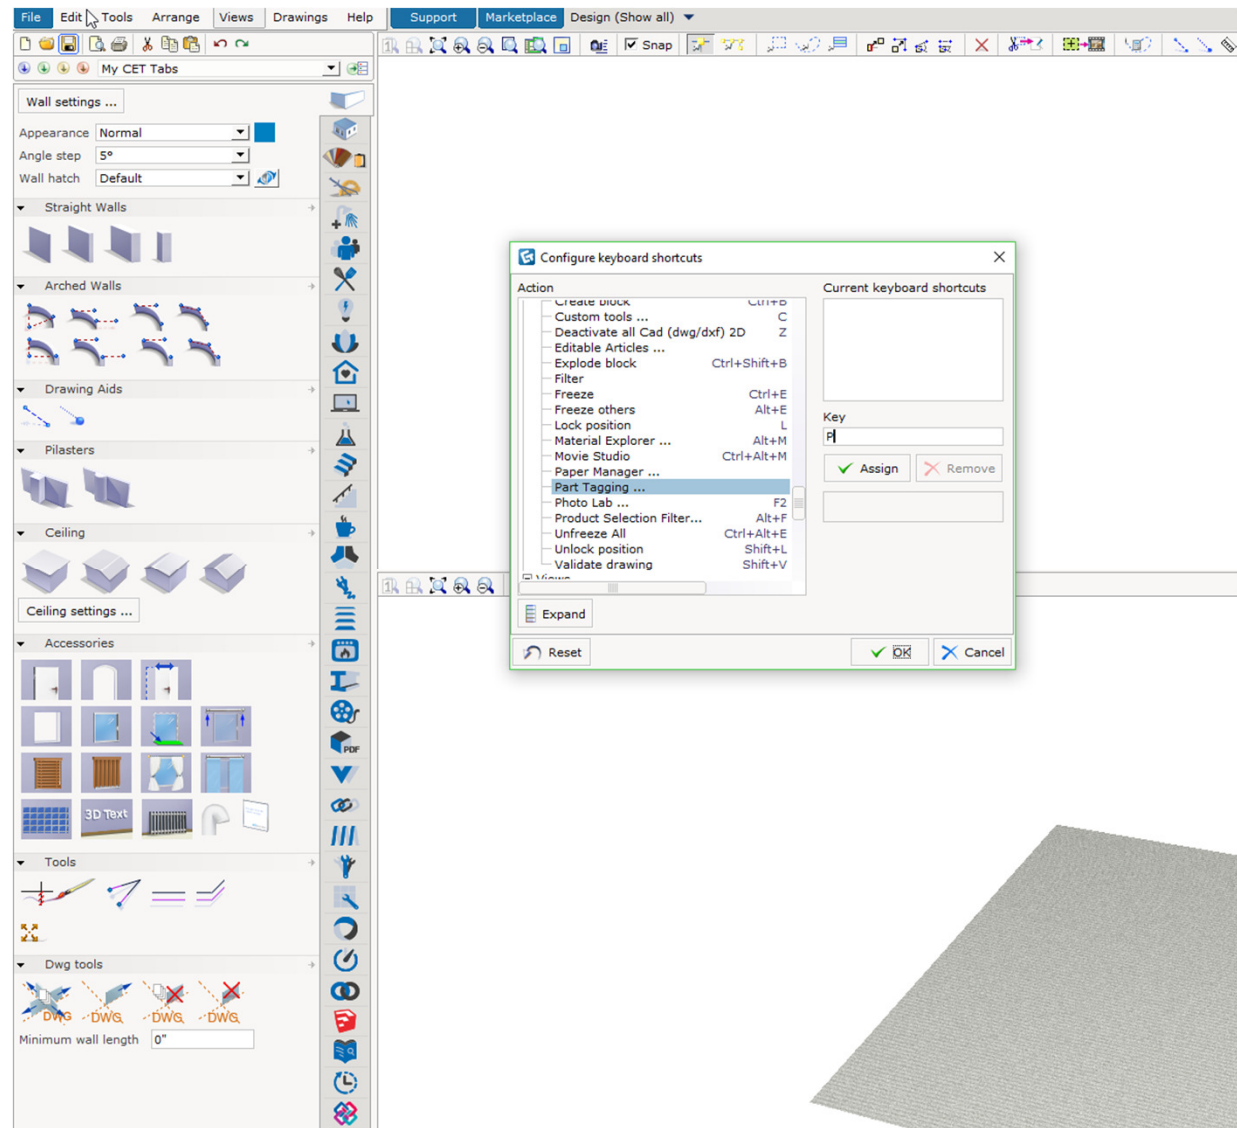 File Edit Tools Arrange Views Drawings Help Support Marketplace Design (Show all)
Snap
My CET Tabs
Wall settings ...
Appearance Normal
Angle step 5°
Wall hatch Default
Straight Walls
Arched Walls
Drawing Aids
Pilasters
Ceiling
Ceiling settings ...
Accessories
3D Text
Tools
Dwg tools
DWG DWG DWG DWG
Minimum wall length 0"
PDF
Configure keyboard shortcuts
Action
Create block Ctrl+B
Custom tools ... C
Deactivate all Cad (dwg/dxf) 2D Z
Editable Articles ...
Explode block Ctrl+Shift+B
Filter
Freeze Ctrl+E
Freeze others Alt+E
Lock position L
Material Explorer ... Alt+M
Movie Studio Ctrl+Alt+M
Paper Manager ...
Part Tagging ...
Photo Lab ... F2
Product Selection Filter... Alt+F
Unfreeze All Ctrl+Alt+E
Unlock position Shift+L
Validate drawing Shift+V
Views
Expand
Current keyboard shortcuts
Key
P
Assign Remove
Reset OK Cancel